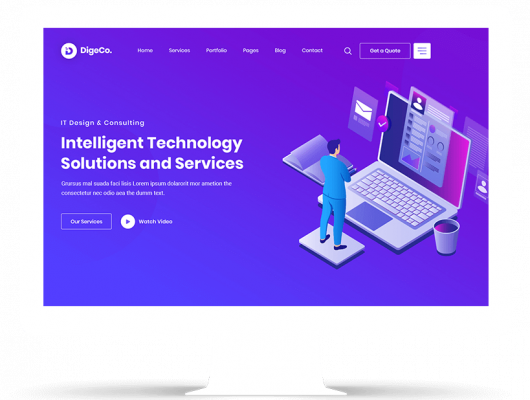 DigeCo.
Home Services Portfolio Pages Blog Contact
Get a Quote
IT Design & Consulting
Intelligent Technology
Solutions and Services
Grursus mal suada faci lisis Lorem ipsum dolarorit mor ametion the
consectetur nec odio aea the dumm text.
Our Services
Watch Video